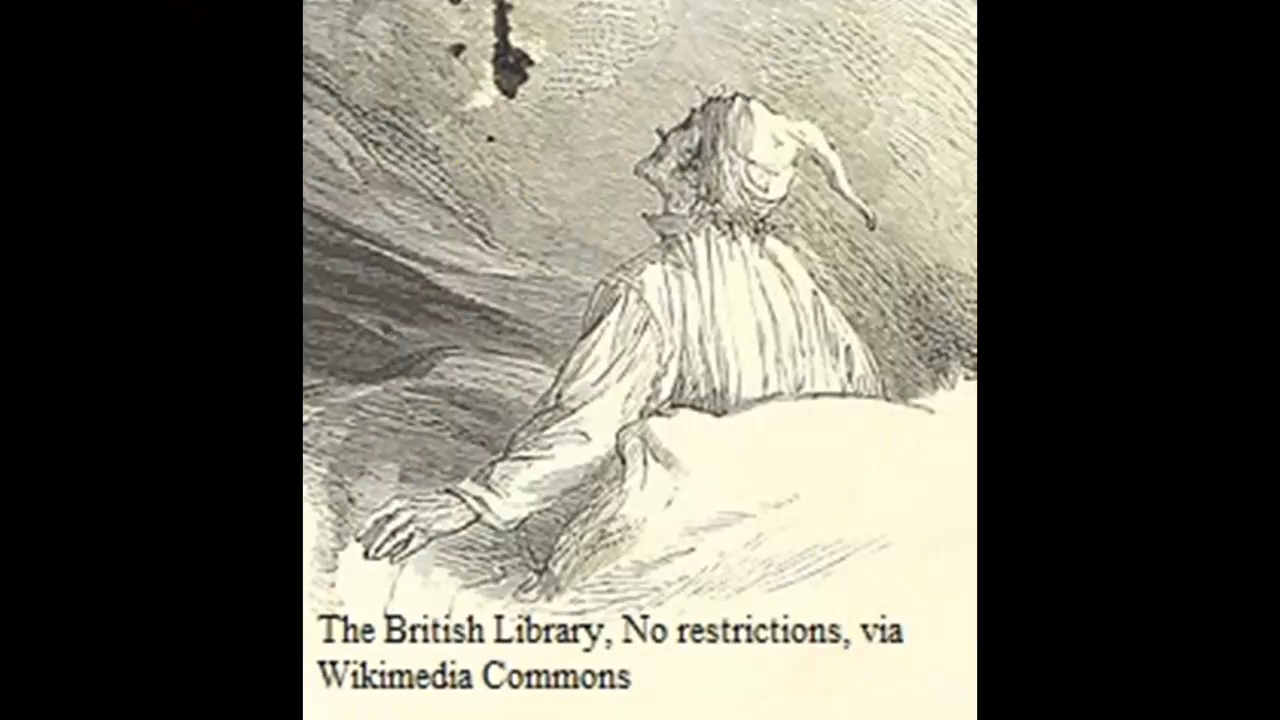 The British Library, No restrictions, via
Wikimedia Commons